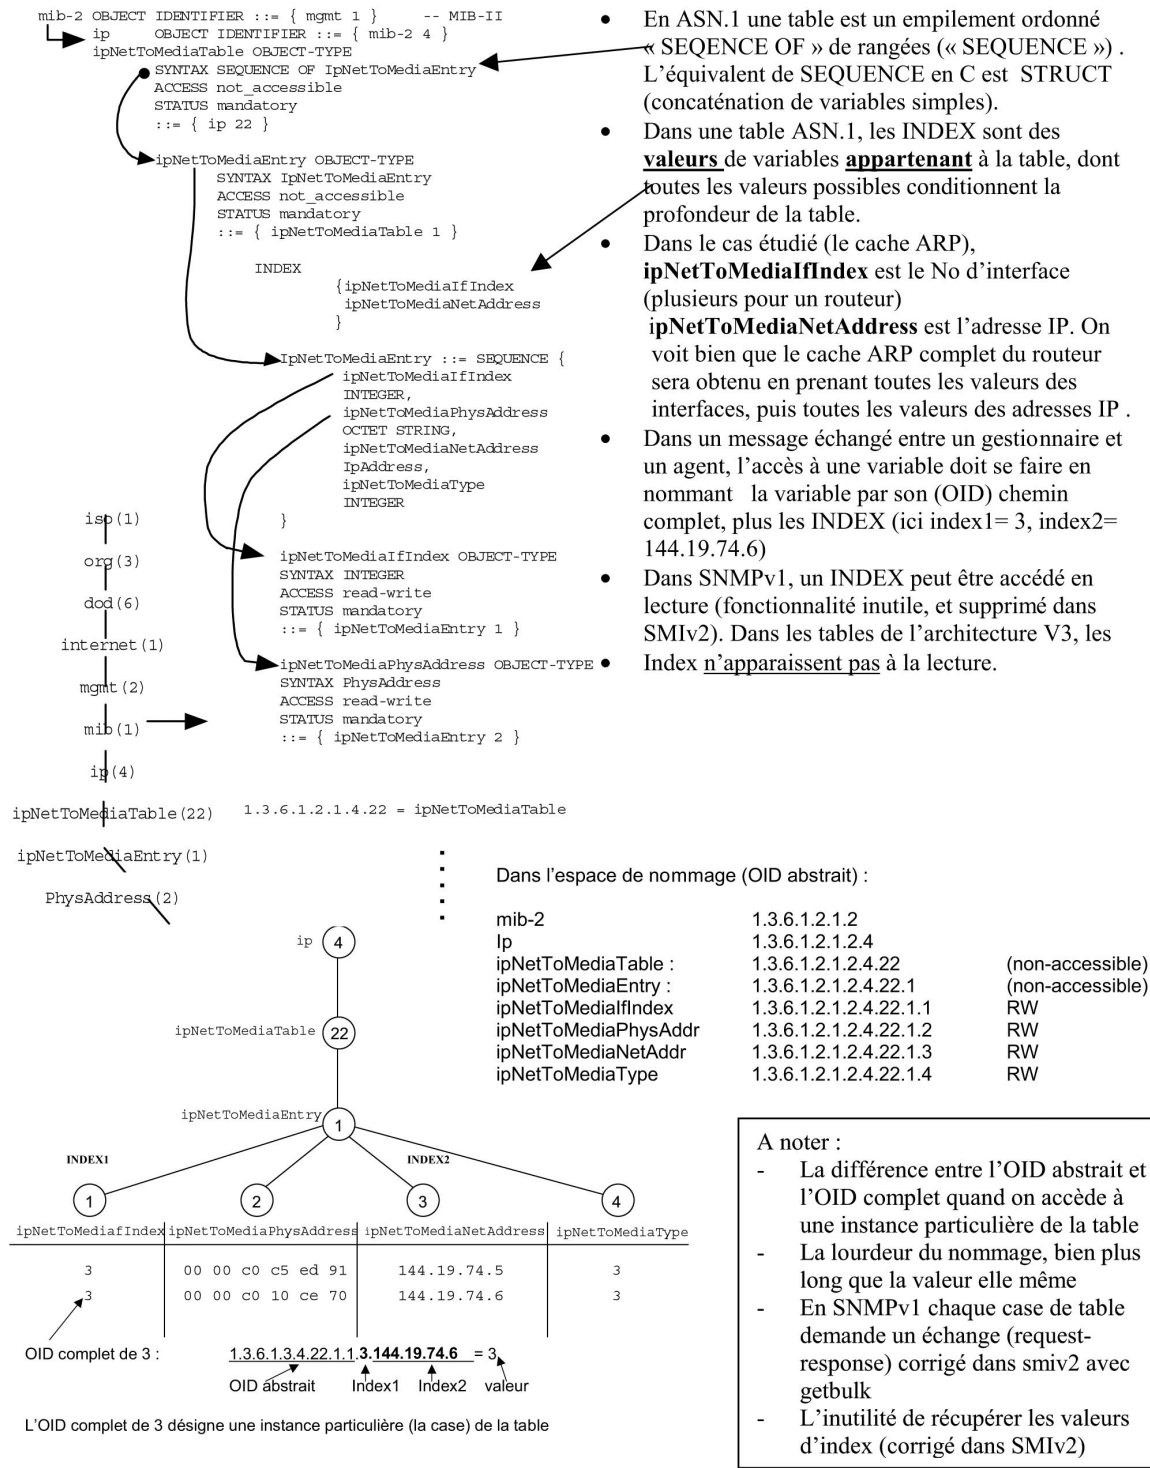 mib-2 OBJECT IDENTIFIER ::= { mgmt 1 }      -- MIB-II
ip      OBJECT IDENTIFIER ::= { mib-2 4 }
ipNetToMediaTable OBJECT-TYPE
SYNTAX SEQUENCE OF IpNetToMediaEntry
ACCESS not_accessible
STATUS mandatory
::= { ip 22 }
ipNetToMediaEntry OBJECT-TYPE
SYNTAX IpNetToMediaEntry
ACCESS not_accessible
STATUS mandatory
::= { ipNetToMediaTable 1 }
INDEX
{ipNetToMediaIfIndex
ipNetToMediaNetAddress
}
IpNetToMediaEntry ::= SEQUENCE {
ipNetToMediaIfIndex
INTEGER,
ipNetToMediaPhysAddress
OCTET STRING,
ipNetToMediaNetAddress
IpAddress,
ipNetToMediaType
INTEGER
}
ipNetToMediaIfIndex OBJECT-TYPE
SYNTAX INTEGER
ACCESS read-write
STATUS mandatory
::= { ipNetToMediaEntry 1 }
ipNetToMediaPhysAddress OBJECT-TYPE
SYNTAX PhysAddress
ACCESS read-write
STATUS mandatory
::= { ipNetToMediaEntry 2 }
• En ASN.1 une table est un empilement ordonné
« SEQENCE OF » de rangées (« SEQUENCE ») .
L'équivalent de SEQUENCE en C est STRUCT
(concaténation de variables simples).
• Dans une table ASN.1, les INDEX sont des
valeurs de variables appartenant à la table, dont
toutes les valeurs possibles conditionnent la
profondeur de la table.
• Dans le cas étudié (le cache ARP),
ipNetToMediaIfIndex est le No d'interface
(plusieurs pour un routeur)
ipNetToMediaNetAddress est l'adresse IP. On
voit bien que le cache ARP complet du routeur
sera obtenu en prenant toutes les valeurs des
interfaces, puis toutes les valeurs des adresses IP .
• Dans un message échangé entre un gestionnaire et
un agent, l'accès à une variable doit se faire en
nommant la variable par son (OID) chemin
complet, plus les INDEX (ici index1= 3, index2=
144.19.74.6)
• Dans SNMPv1, un INDEX peut être accédé en
lecture (fonctionnalité inutile, et supprimé dans
SMIv2). Dans les tables de l'architecture V3, les
• Index n'apparaissent pas à la lecture.
iso(1)
org(3)
dod(6)
internet(1)
mgmt(2)
mib(1)
ip(4)
ipNetToMediaTable(22)    1.3.6.1.2.1.4.22 = ipNetToMediaTable
ipNetToMediaEntry(1)
PhysAddress(2)
Dans l'espace de nommage (OID abstrait) :
mib-2    1.3.6.1.2.1.2
Ip    1.3.6.1.2.1.2.4
ipNetToMediaTable :    1.3.6.1.2.1.2.4.22    (non-accessible)
ipNetToMediaEntry :    1.3.6.1.2.1.2.4.22.1    (non-accessible)
ipNetToMediaIfIndex    1.3.6.1.2.1.2.4.22.1.1    RW
ipNetToMediaPhysAddr    1.3.6.1.2.1.2.4.22.1.2    RW
ipNetToMediaNetAddr    1.3.6.1.2.1.2.4.22.1.3    RW
ipNetToMediaType    1.3.6.1.2.1.2.4.22.1.4    RW
ip 4
ipNetToMediaTable 22
ipNetToMediaEntry 1
INDEX1    INDEX2
1    2    3    4
ipNetToMediafIndex    ipNetToMediaPhysAddress    ipNetToMediaNetAddress    ipNetToMediaType
3    00 00 c0 c5 ed 91    144.19.74.5    3
3    00 00 c0 10 ce 70    144.19.74.6    3
OID complet de 3 :    1.3.6.1.3.4.22.1.1.3.144.19.74.6 = 3
OID abstrait    Index1    Index2    valeur
L'OID complet de 3 désigne une instance particulière (la case) de la table
A noter :
- La différence entre l'OID abstrait et
l'OID complet quand on accède à
une instance particulière de la table
- La lourdeur du nommage, bien plus
long que la valeur elle même
- En SNMPv1 chaque case de table
demande un échange (request-
response) corrigé dans smiv2 avec
getbulk
- L'inutilité de récupérer les valeurs
d'index (corrigé dans SMIv2)